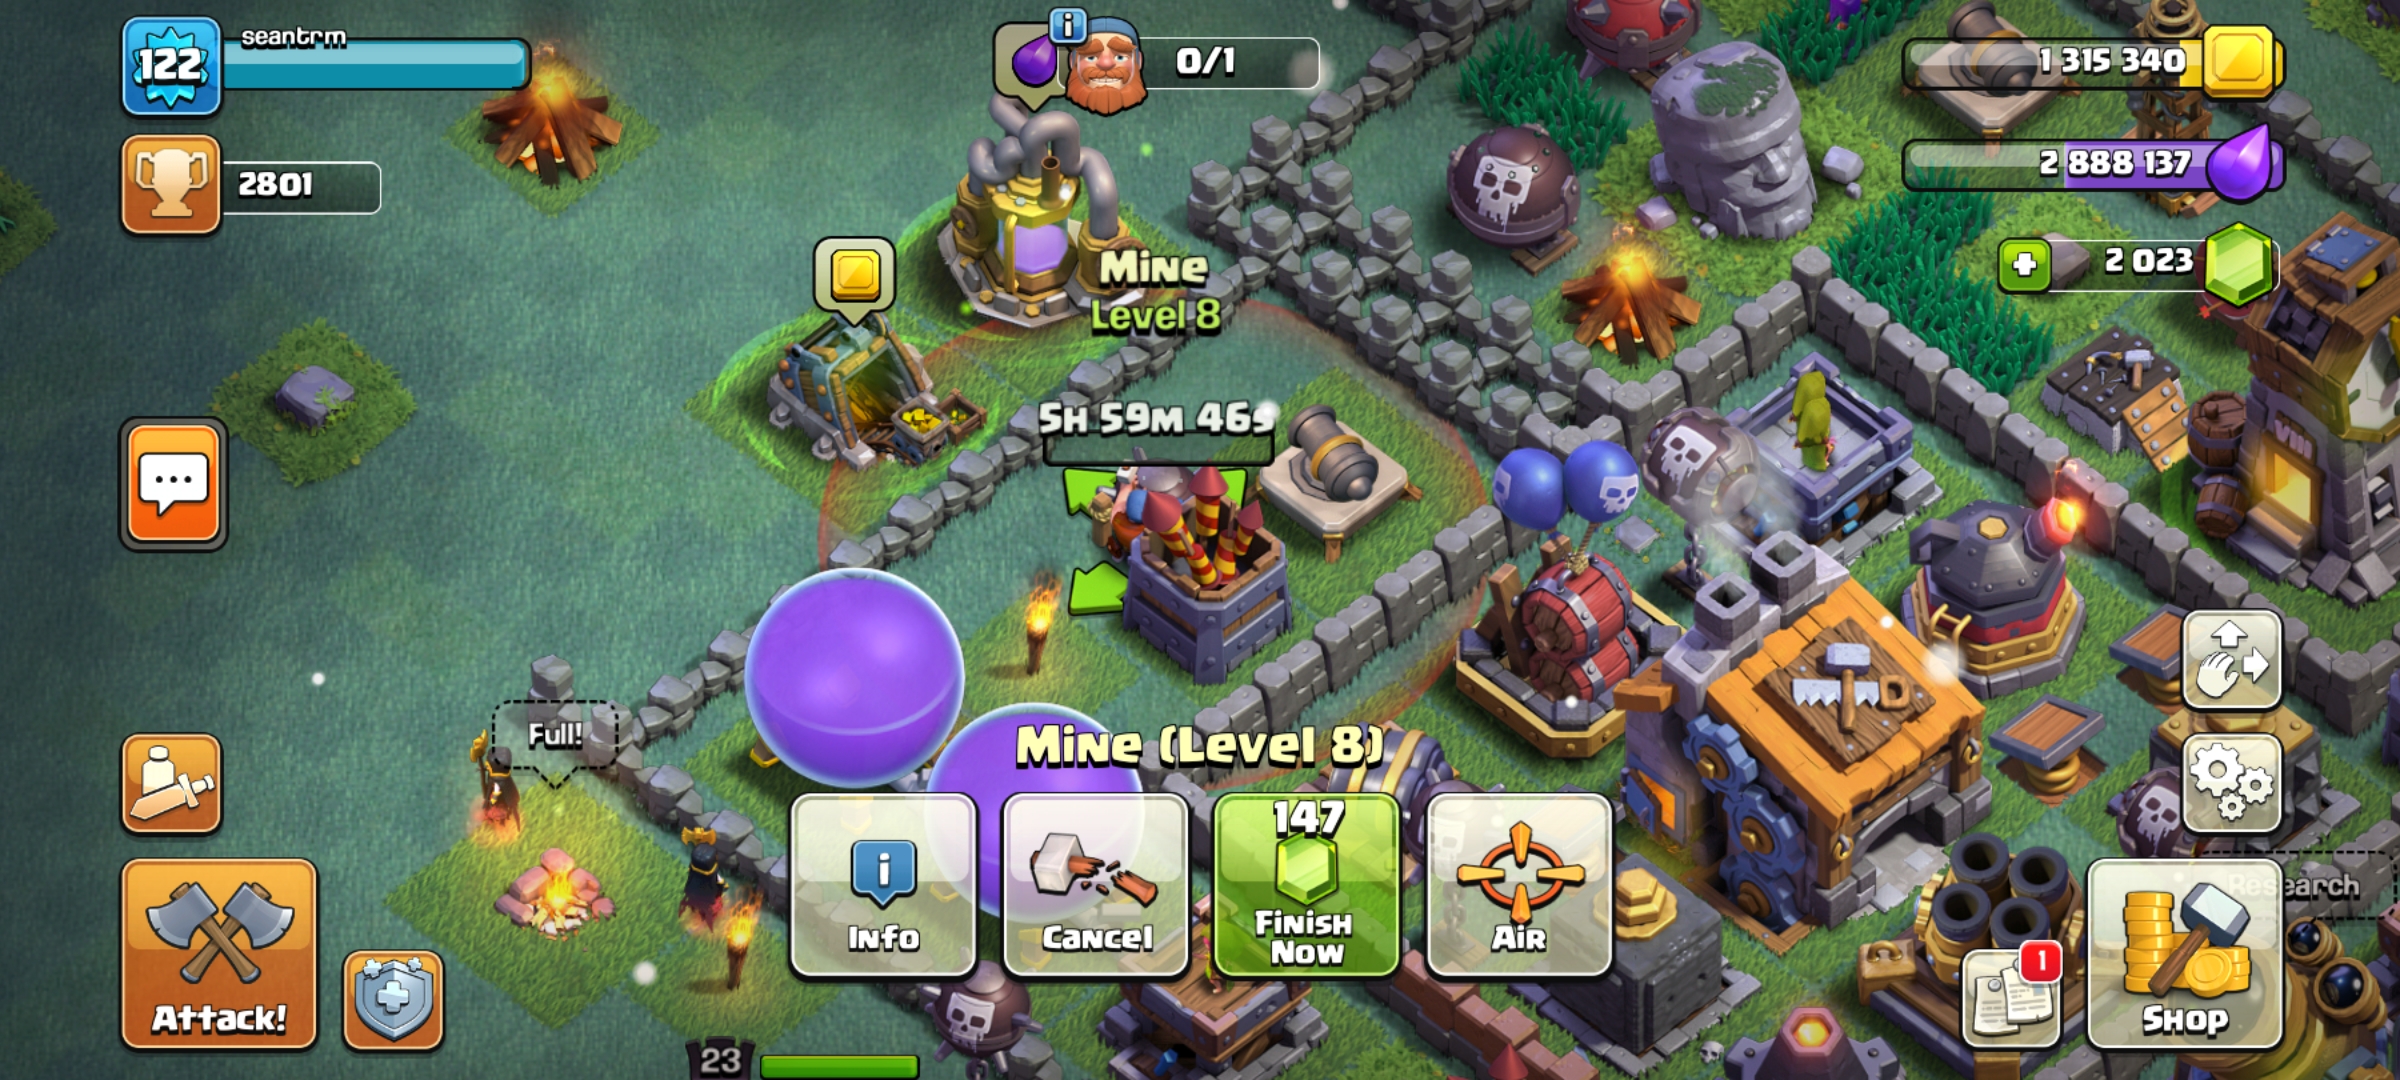 122
seantrm
0/1
1 315 340
2801
2 888 137
2 023
Mine
Level 8
5h 59m 46s
VIII
Full!
Mine (Level 8)
147
Info
Cancel
Finish
Now
Air
Research
1
Attack!
Shop
23